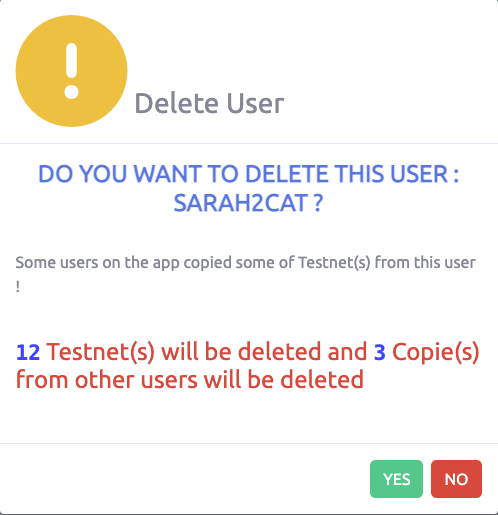 Delete User
DO YOU WANT TO DELETE THIS USER :
SARAH2CAT ?
Some users on the app copied some of Testnet(s) from this user
!
12 Testnet(s) will be deleted and 3 Copie(s)
from other users will be deleted
YES NO